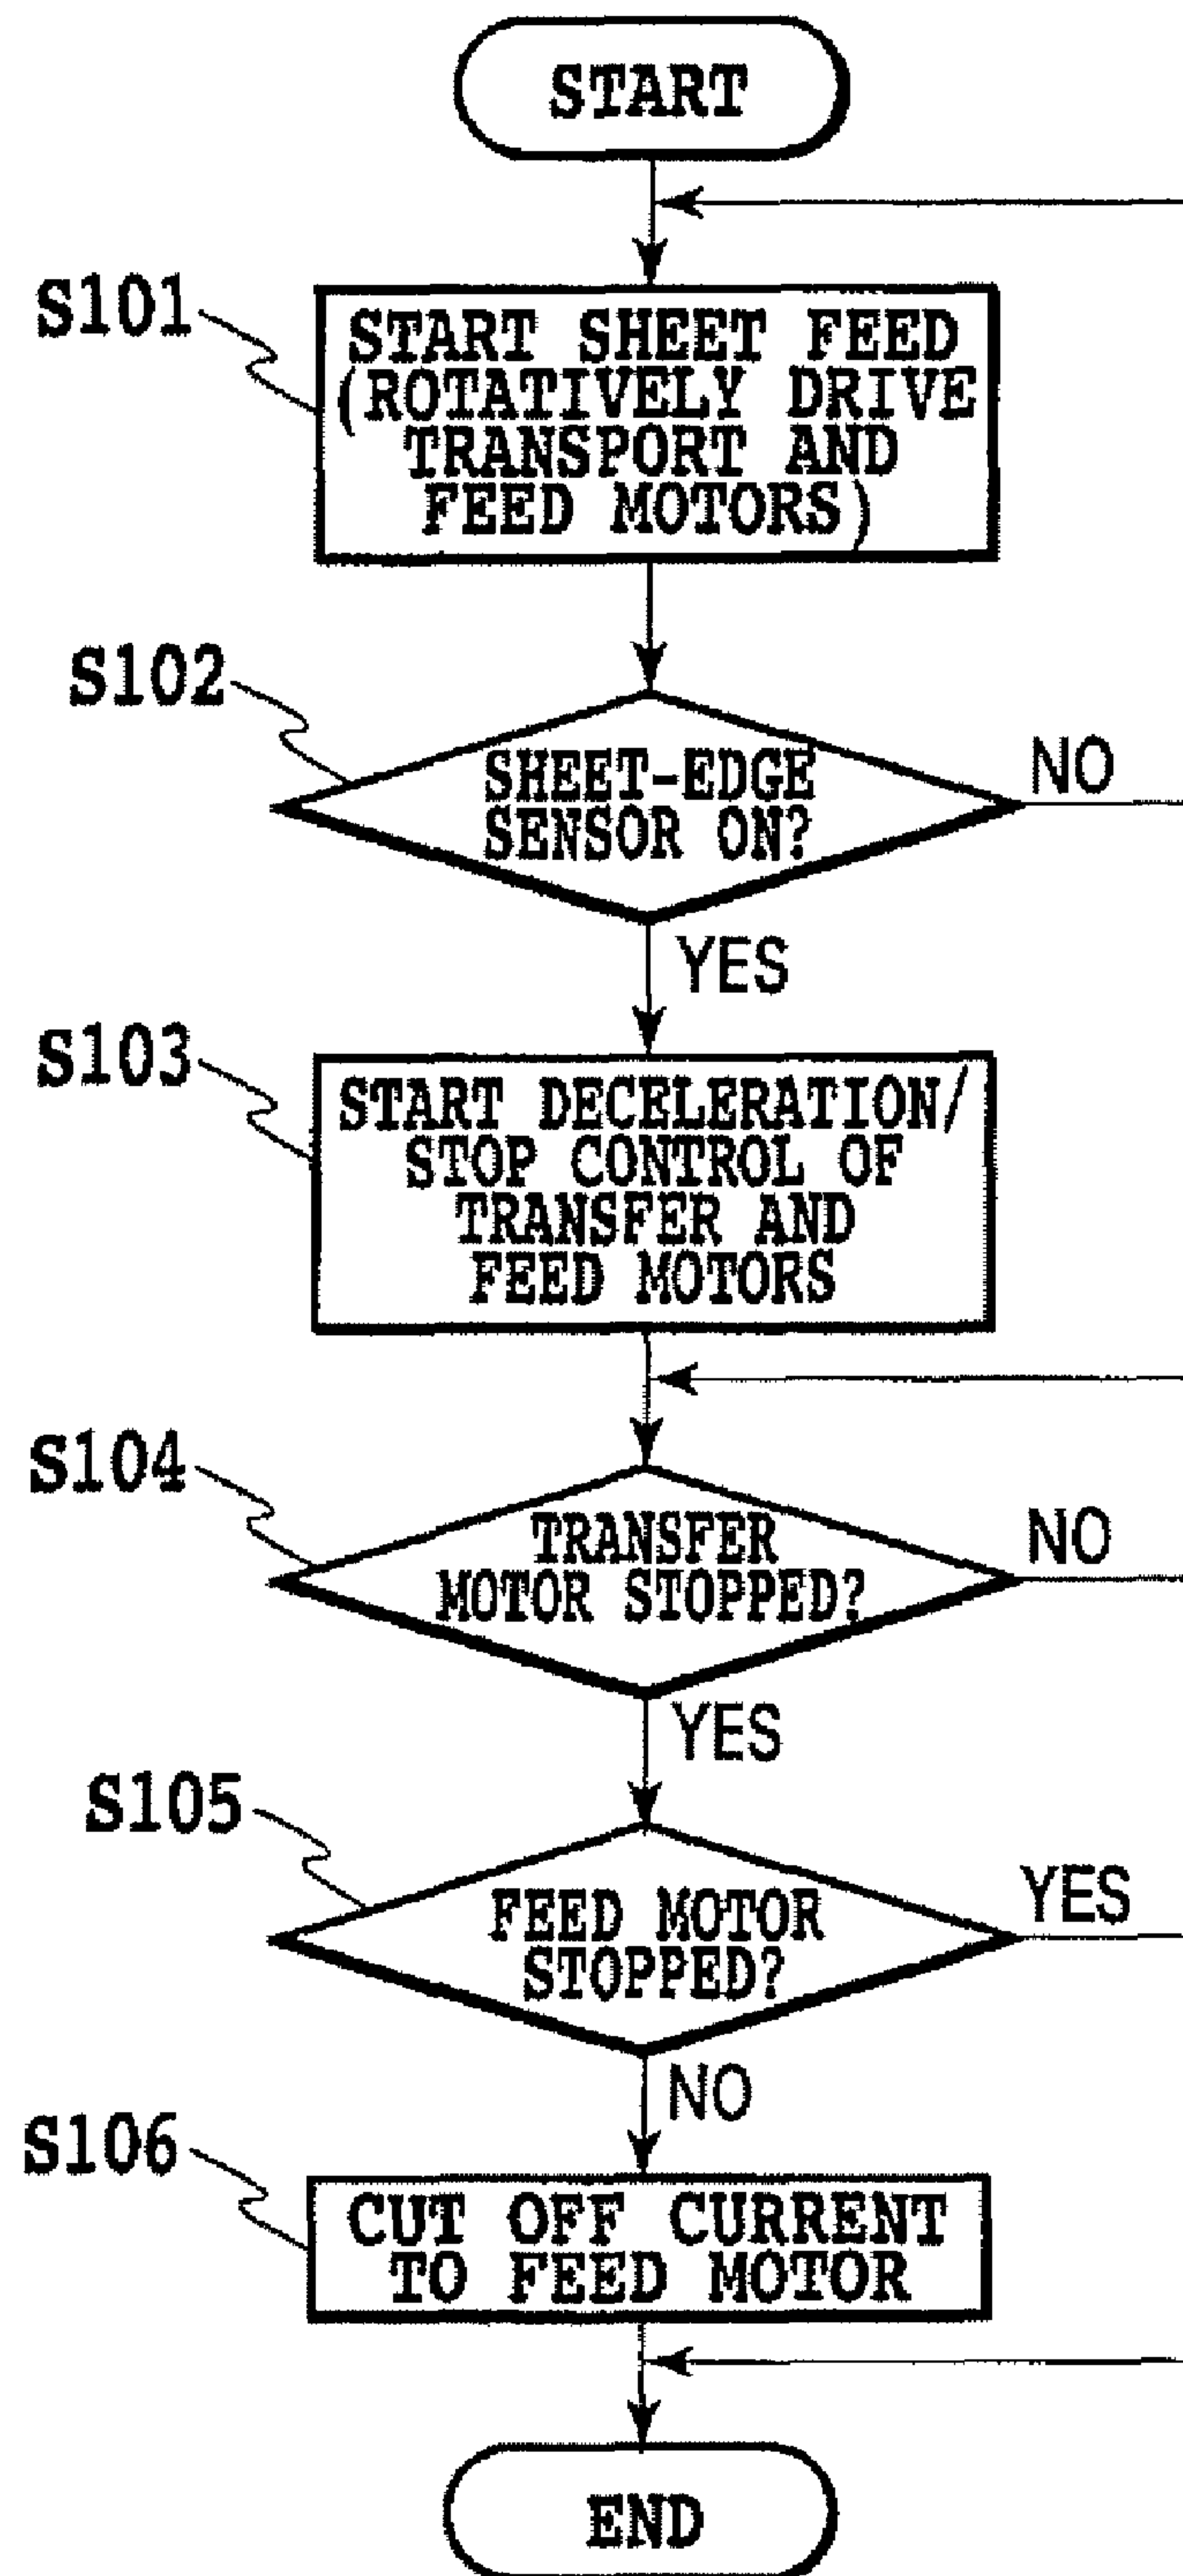 START
S101
START SHEET FEED
(ROTATIVELY DRIVE
TRANSPORT AND
FEED MOTORS)
S102
SHEET-EDGE
SENSOR ON?
NO
YES
S103
START DECELERATION/
STOP CONTROL OF
TRANSFER AND
FEED MOTORS
S104
TRANSFER
MOTOR STOPPED?
NO
YES
S105
FEED MOTOR
STOPPED?
YES
NO
S106
CUT OFF CURRENT
TO FEED MOTOR
END